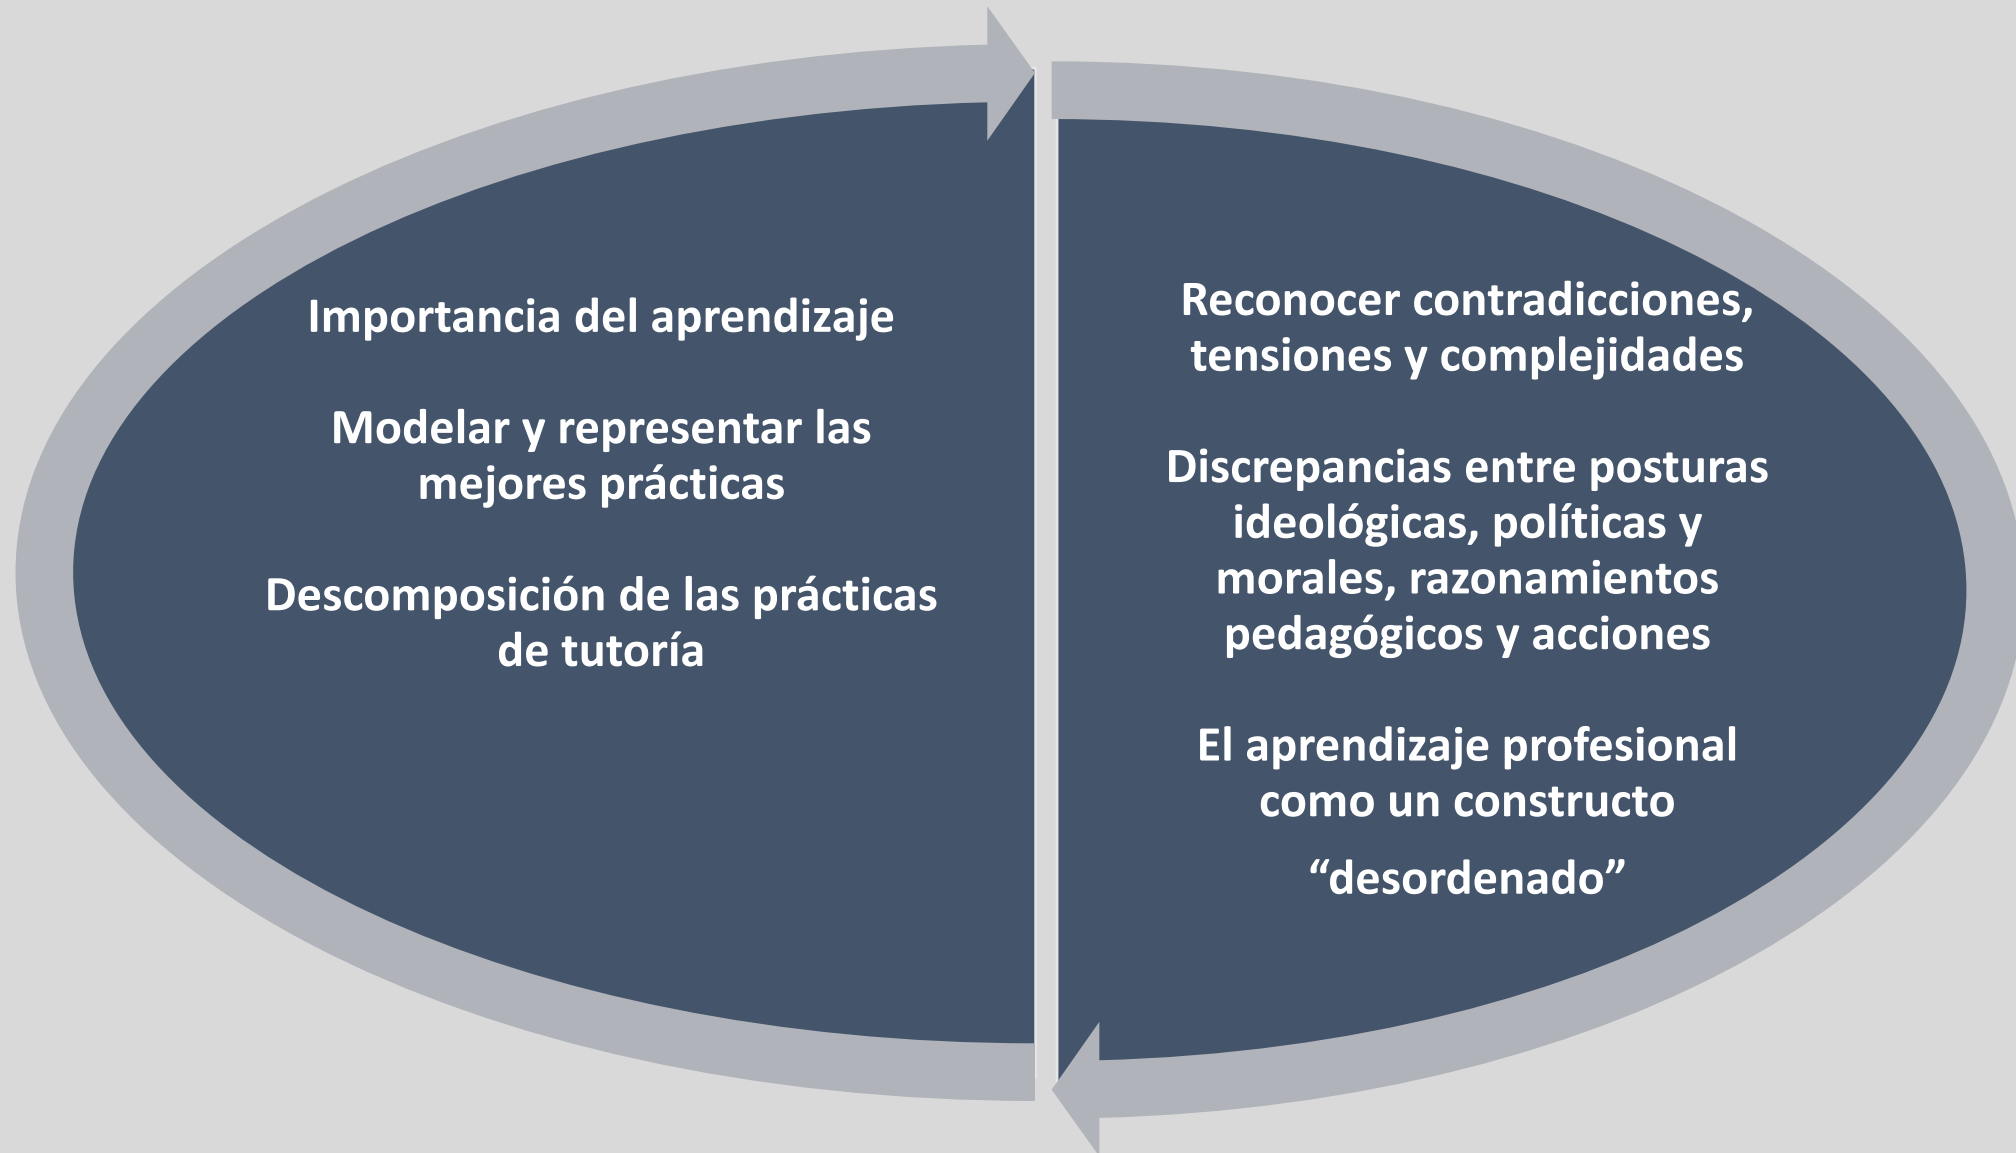 Importancia del aprendizaje
Modelar y representar las
mejores prácticas
Descomposición de las prácticas
de tutoría
Reconocer contradicciones,
tensiones y complejidades
Discrepancias entre posturas
ideológicas, políticas y
morales, razonamientos
pedagógicos y acciones
El aprendizaje profesional
como un constructo
“desordenado”